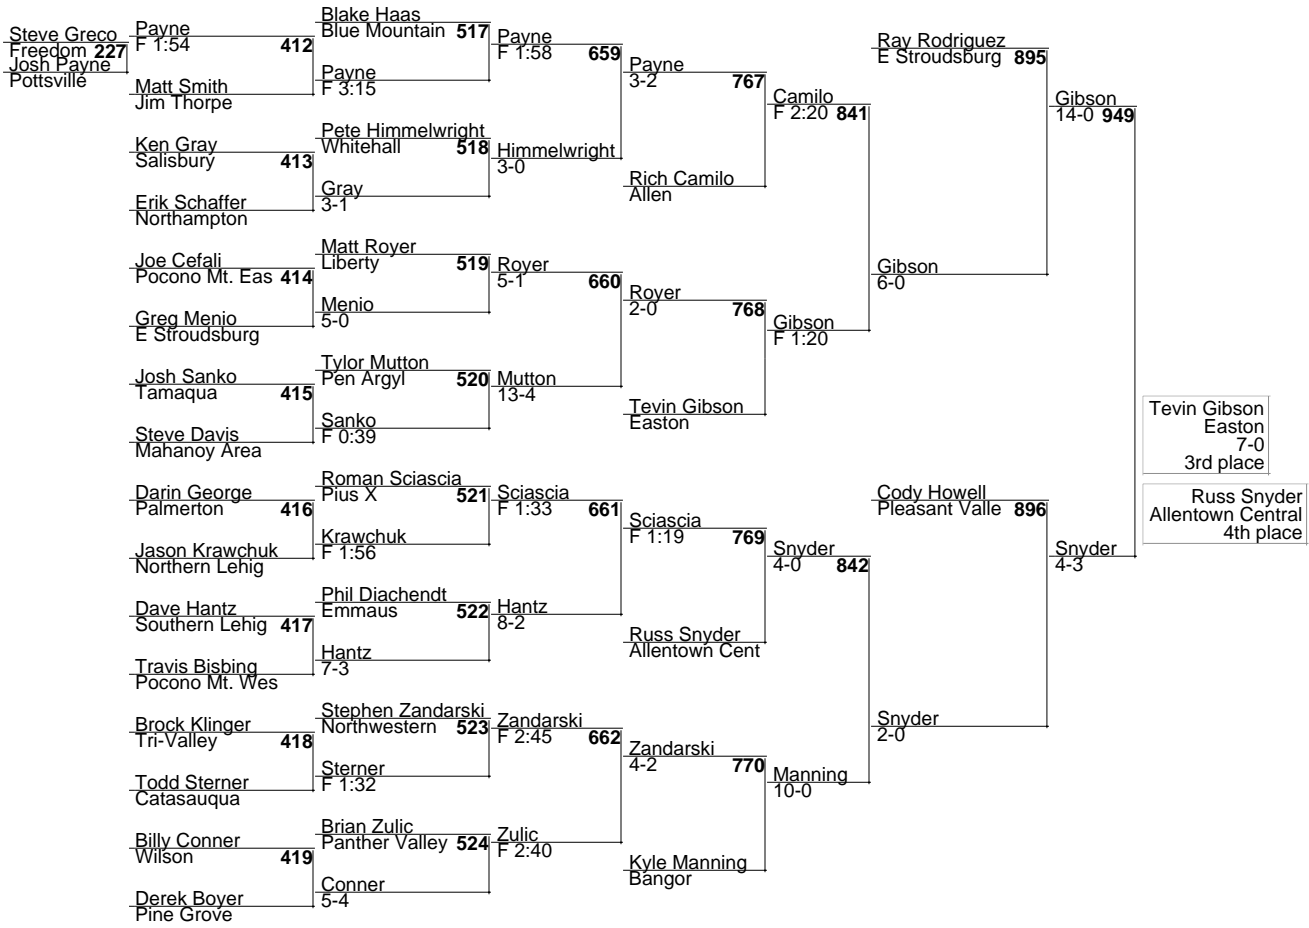 Steve Greco
Freedom 227
Josh Payne
Pottsville
Payne
F 1:54
412
Matt Smith
Jim Thorpe
Ken Gray
Salisbury
413
Erik Schaffer
Northampton
Joe Cefali
Pocono Mt. Eas 414
Greg Menio
E Stroudsburg
Josh Sanko
Tamaqua
415
Steve Davis
Mahanoy Area
Darin George
Palmerton
416
Jason Krawchuk
Northern Lehig
Dave Hantz
Southern Lehig 417
Travis Bisbing
Pocono Mt. Wes
Brock Klinger
Tri-Valley
418
Todd Sterner
Catasauqua
Billy Conner
Wilson
419
Derek Boyer
Pine Grove
Blake Haas
Blue Mountain 517
Payne
F 3:15
Pete Himmelwright
Whitehall
518
Gray
3-1
Matt Royer
Liberty
519
Menio
5-0
Tylor Mutton
Pen Argyl
520
Sanko
F 0:39
Roman Sciascia
Pius X
521
Krawchuk
F 1:56
Phil Diachendt
Emmaus
522
Hantz
7-3
Stephen Zandarski
Northwestern 523
Sterner
F 1:32
Brian Zulic
Panther Valley 524
Conner
5-4
Payne
F 1:58
659
Himmelwright
3-0
Royer
5-1
660
Mutton
13-4
Sciascia
F 1:33
661
Hantz
8-2
Zandarski
F 2:45
662
Zulic
F 2:40
Payne
3-2
767
Rich Camilo
Allen
Royer
2-0
768
Tevin Gibson
Easton
Sciascia
F 1:19
769
Russ Snyder
Allentown Cent
Zandarski
4-2
770
Kyle Manning
Bangor
Camilo
F 2:20 841
Gibson
F 1:20
Snyder
4-0
842
Manning
10-0
Ray Rodriguez
E Stroudsburg 895
Gibson
6-0
Cody Howell
Pleasant Valle 896
Snyder
2-0
Gibson
14-0 949
Snyder
4-3
Tevin Gibson
Easton
7-0
3rd place
Russ Snyder
Allentown Central
4th place